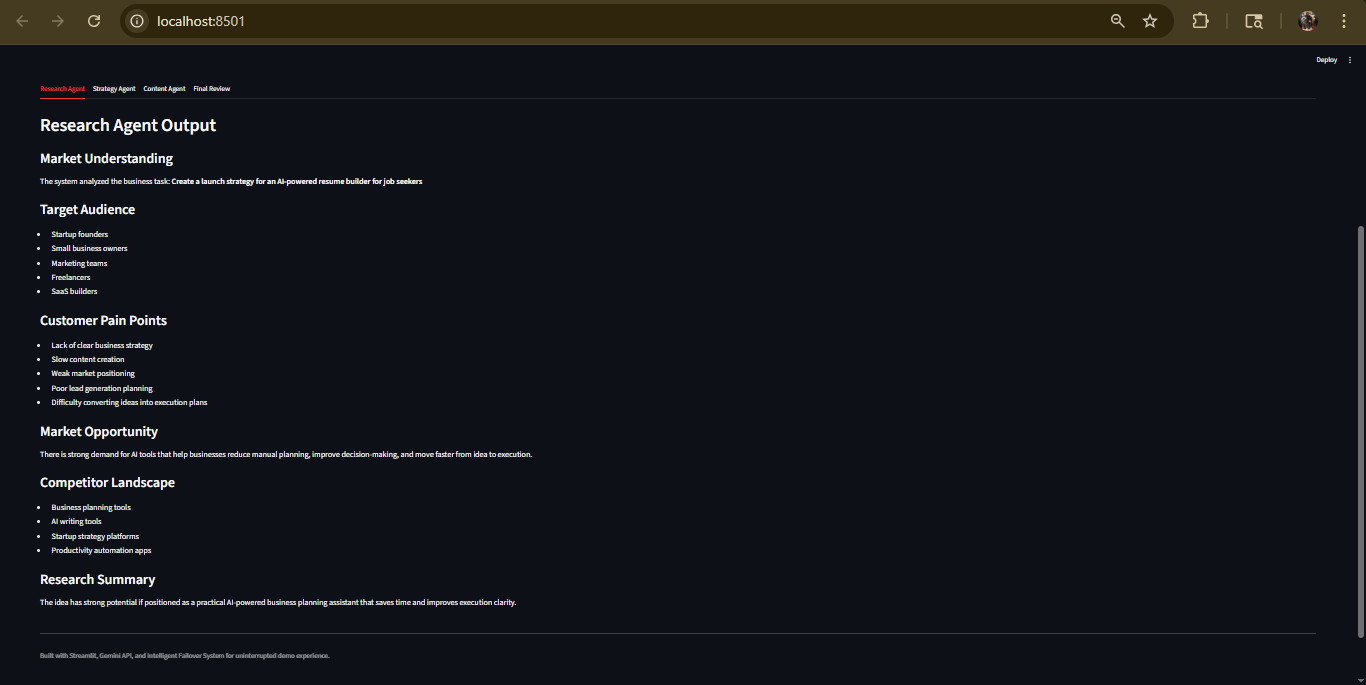 localhost:8501
Deploy
Research Agent Strategy Agent Content Agent Final Review
Research Agent Output
Market Understanding
The system analyzed the business task: Create a launch strategy for an AI-powered resume builder for job seekers
Target Audience
Startup founders
Small business owners
Marketing teams
Freelancers
SaaS builders
Customer Pain Points
Lack of clear business strategy
Slow content creation
Weak market positioning
Poor lead generation planning
Difficulty converting ideas into execution plans
Market Opportunity
There is strong demand for AI tools that help businesses reduce manual planning, improve decision-making, and move faster from idea to execution.
Competitor Landscape
Business planning tools
AI writing tools
Startup strategy platforms
Productivity automation apps
Research Summary
The idea has strong potential if positioned as a practical AI-powered business planning assistant that saves time and improves execution clarity.
Built with Streamlit, Gemini API, and Intelligent Failover System for uninterrupted demo experience.